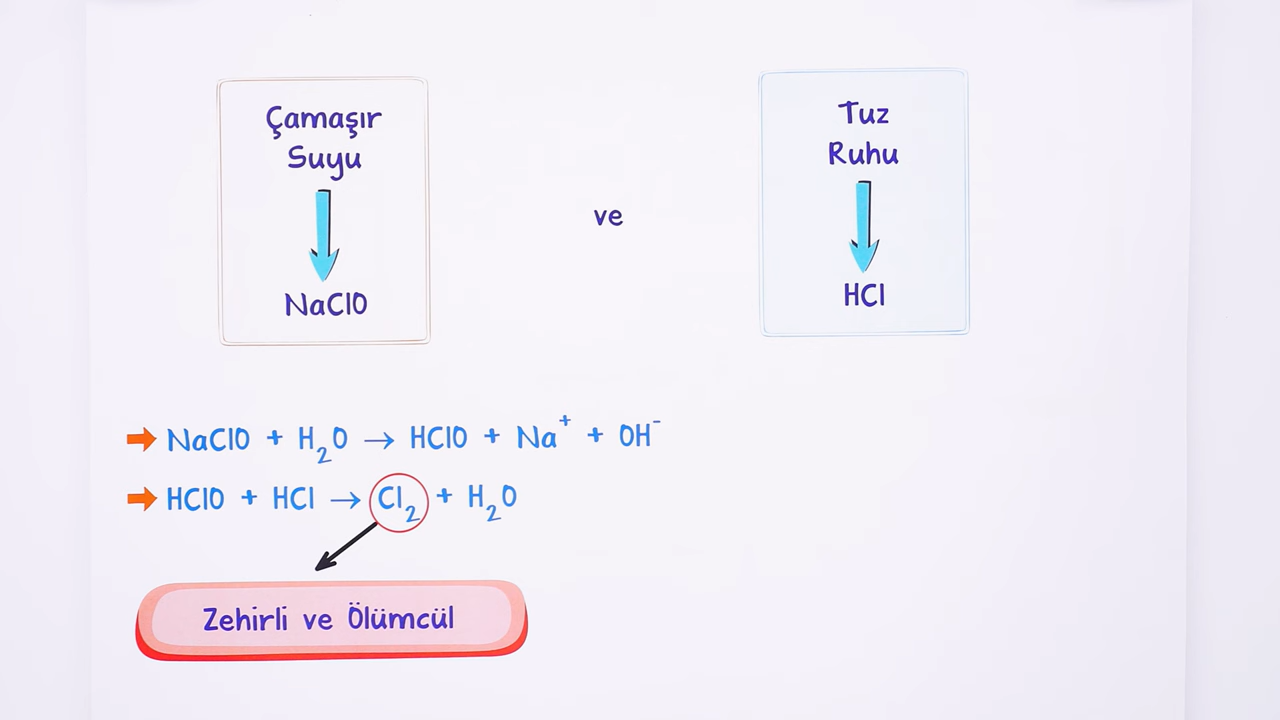 Çamaşır
Suyu
NaClO
ve
Tuz
Ruhu
HCl
NaClO + H₂O → HClO + Na⁺ + OH⁻
HClO + HCl → Cl₂ + H₂O
Zehirli ve Ölümcül